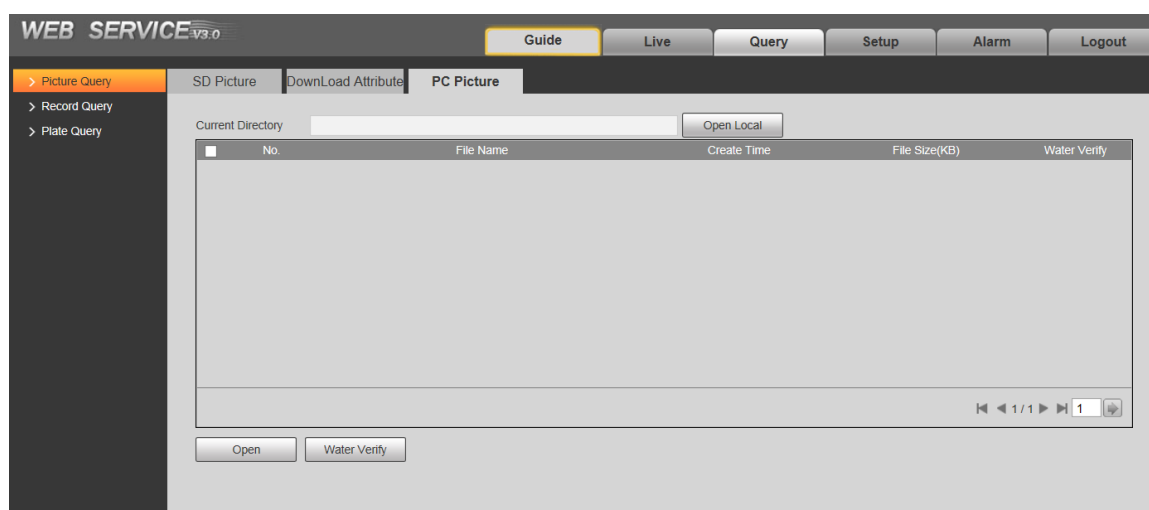 WEB SERVICE V3.0
Guide Live Query Setup Alarm Logout
> Picture Query
> Record Query
> Plate Query
SD Picture DownLoad Attribute PC Picture
Current Directory Open Local
No. File Name Create Time File Size(KB) Water Verify
1 / 1 1
Open Water Verify